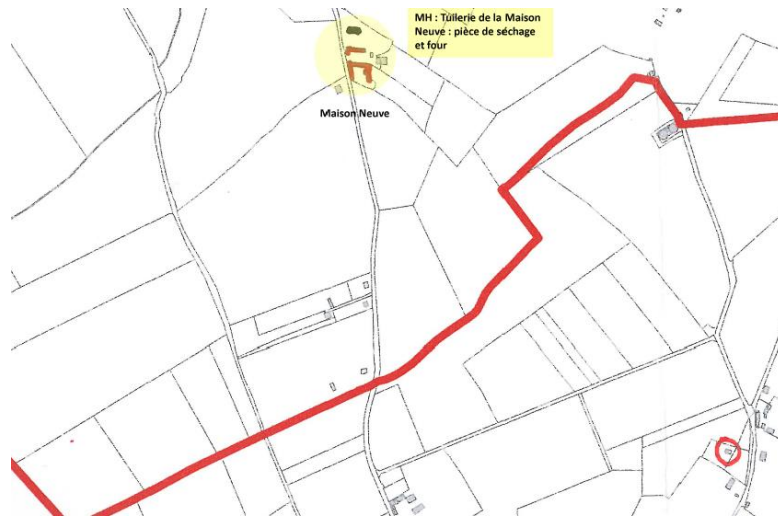 MH : Tuilerie de la Maison
Neuve : pièce de séchage
et four
Maison Neuve